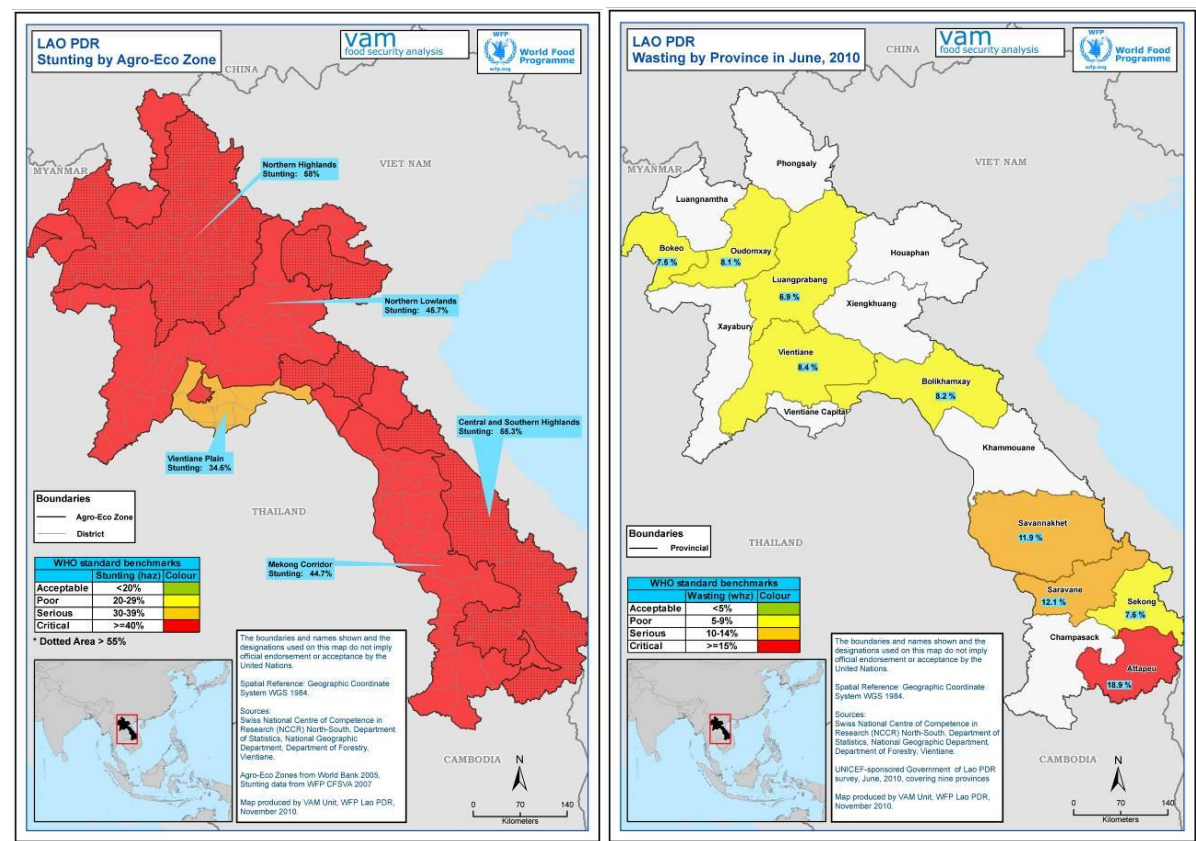 LAO PDR
Stunting by Agro-Eco Zone
vam
food security analysis
WFP
wfp.org
World Food
Programme
CHINA
MYANMAR
VIET NAM
Northern Highlands
Stunting: 58%
Northern Lowlands
Stunting: 45.7%
Central and Southern Highlands
Stunting: 55.3%
Vientiane Plain
Stunting: 34.6%
THAILAND
Mekong Corridor
Stunting: 44.7%
Boundaries
Agro-Eco Zone
District
WHO standard benchmarks
Stunting (haz) Colour
Acceptable <20%
Poor 20-29%
Serious 30-39%
Critical >=40%
* Dotted Area > 55%
The boundaries and names shown and the
designations used on this map do not imply
official endorsement or acceptance by the
United Nations.
Spatial Reference: Geographic Coordinate
System WGS 1984.
Sources:
Swiss National Centre of Competence in
Research (NCCR) North-South, Department
of Statistics, National Geographic
Department, Department of Forestry,
Vientiane.
Agro-Eco Zones from World Bank 2005,
Stunting data from WFP CFSVA 2007
Map produced by VAM Unit, WFP Lao PDR,
November 2010.
CAMBODIA
N
0 70 140
Kilometers
LAO PDR
Wasting by Province in June, 2010
vam
food security analysis
WFP
wfp.org
World Food
Programme
CHINA
MYANMAR
VIET NAM
Phongsaly
Luangnamtha
Bokeo
7.5 %
Oudomxay
8.1 %
Houaphan
Luangprabang
6.9 %
Xiengkhuang
Xayabury
Vientiane
8.4 %
Bolikhamxay
8.2 %
Vientiane Capital
Khammouane
THAILAND
Savannakhet
11.9 %
Saravane
12.1 %
Sekong
7.6 %
Champasack
Attapeu
18.9 %
Boundaries
Provincial
WHO standard benchmarks
Wasting (whz) Colour
Acceptable <5%
Poor 5-9%
Serious 10-14%
Critical >=15%
The boundaries and names shown and the
designations used on this map do not imply
official endorsement or acceptance by the
United Nations.
Spatial Reference: Geographic Coordinate
System WGS 1984.
Sources:
Swiss National Centre of Competence in
Research (NCCR) North-South, Department of
Statistics, National Geographic Department,
Department of Forestry, Vientiane.
UNICEF-sponsored Government of Lao PDR
survey, June, 2010, covering nine provinces
Map produced by VAM Unit, WFP Lao PDR,
November 2010.
CAMBODIA
N
0 70 140
Kilometers